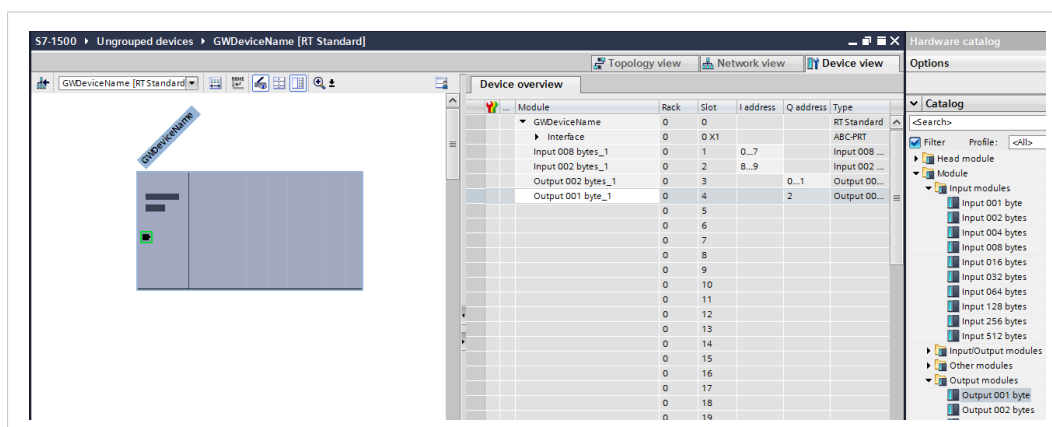 S7-1500 ▸ Ungrouped devices ▸ GWDeviceName [RT Standard]
Hardware catalog
Topology view Network view Device view
Options
GWDeviceName [RT Standard]
Device overview
GWDeviceName
... Module Rack Slot I address Q address Type
GWDeviceName 0 0 RT Standard
Interface 0 0 X1 ABC-PRT
Input 008 bytes_1 0 1 0...7 Input 008 ...
Input 002 bytes_1 0 2 8...9 Input 002 ...
Output 002 bytes_1 0 3 0...1 Output 00...
Output 001 byte_1 0 4 2 Output 00...
0 5
0 6
0 7
0 8
0 9
0 10
0 11
0 12
0 13
0 14
0 15
0 16
0 17
0 18
0 19
Catalog
<Search>
Filter Profile: <All>
Head module
Module
Input modules
Input 001 byte
Input 002 bytes
Input 004 bytes
Input 008 bytes
Input 016 bytes
Input 032 bytes
Input 064 bytes
Input 128 bytes
Input 256 bytes
Input 512 bytes
Input/Output modules
Other modules
Output modules
Output 001 byte
Output 002 bytes